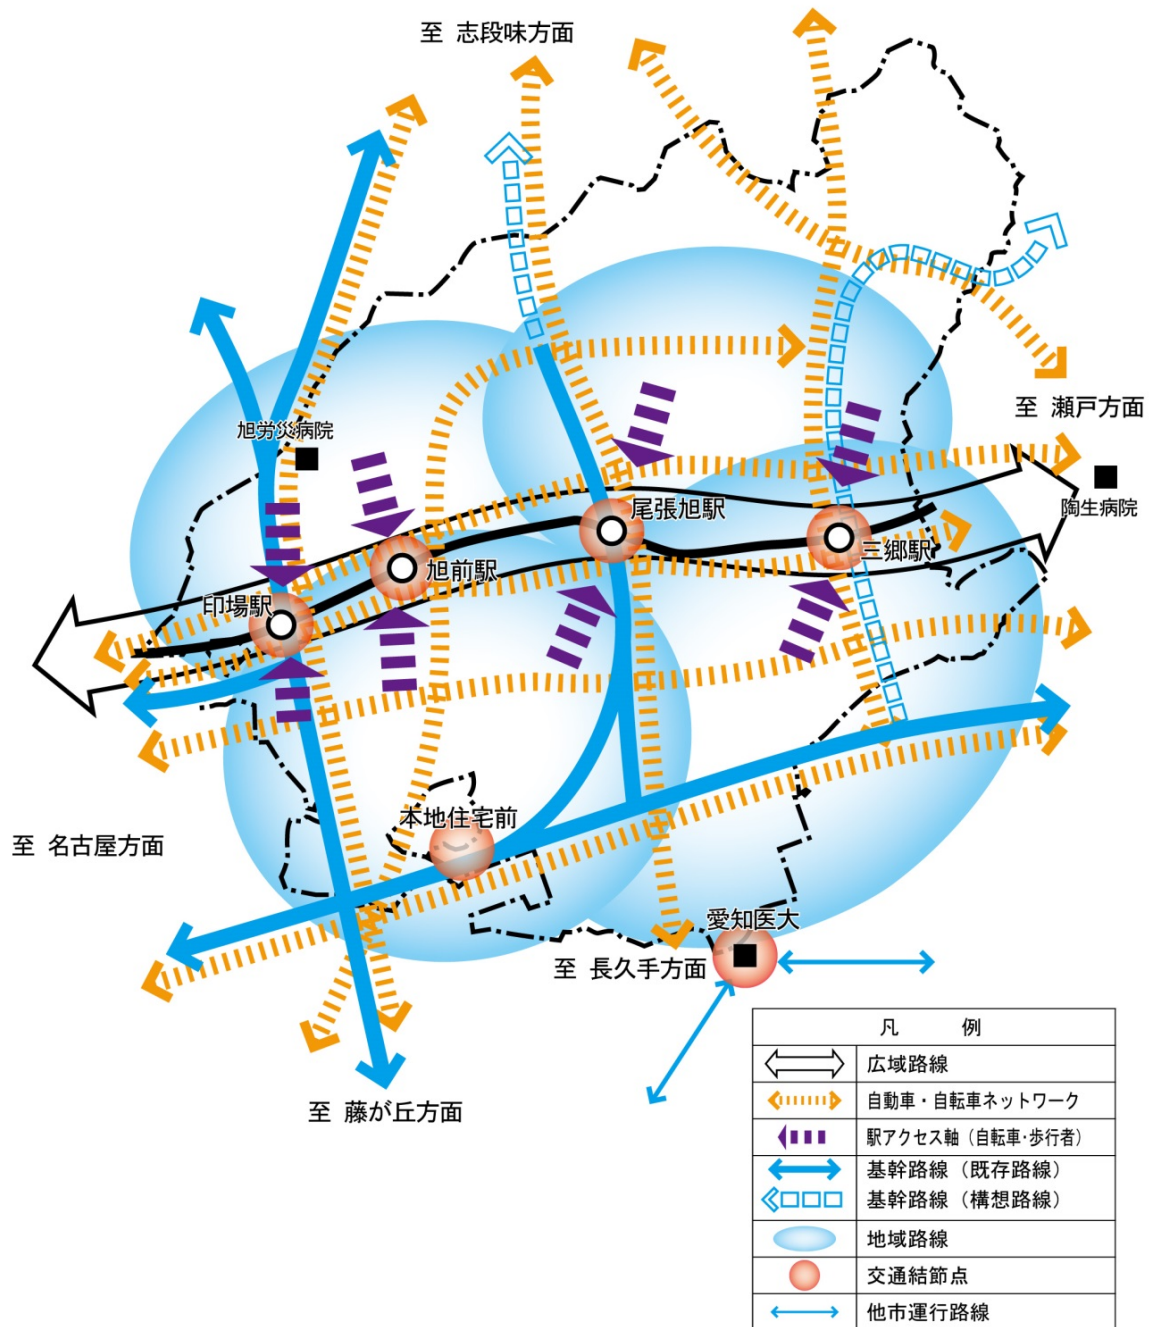 至 志段味方面
至 瀬戸方面
旭労災病院
陶生病院
尾張旭駅
三郷駅
旭前駅
印場駅
本地住宅前
至 名古屋方面
愛知医大
至 長久手方面
至 藤が丘方面
凡 例
広域路線
自動車・自転車ネットワーク
駅アクセス軸（自転車・歩行者）
基幹路線（既存路線）
基幹路線（構想路線）
地域路線
交通結節点
他市運行路線